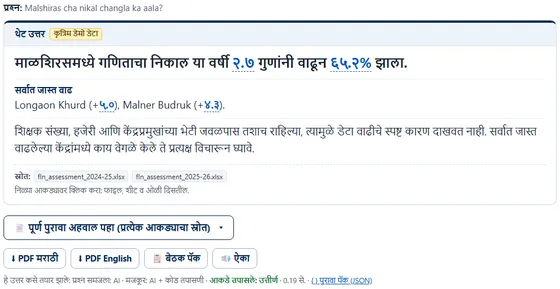 प्रश्न: Malshiras cha nikal changla ka aala?
थेट उत्तर कृत्रिम डेमो डेटा
माळशिरसमध्ये गणिताचा निकाल या वर्षी २.७ गुणांनी वाढून ६५.२% झाला.
सर्वात जास्त वाढ
Longaon Khurd (+५.०), Malner Budruk (+४.३).
शिक्षक संख्या, हजेरी आणि केंद्रप्रमुखांच्या भेटी जवळपास तशाच राहिल्या, त्यामुळे डेटा वाढीचे स्पष्ट कारण दाखवत नाही. सर्वात जास्त
वाढलेल्या केंद्रांमध्ये काय वेगळे केले ते प्रत्यक्ष विचारून घ्यावे.
स्रोत: fln_assessment_2024-25.xlsx fln_assessment_2025-26.xlsx
निळ्या आकड्यावर क्लिक करा: फाइल, शीट व ओळी दिसतील.
पूर्ण पुरावा अहवाल पहा (प्रत्येक आकड्याचा स्रोत)
⬇ PDF मराठी ⬇ PDF English बैठक पॅक ऐका
हे उत्तर कसे तयार झाले: प्रश्न समजला: AI · मजकूर: AI + कोड तपासणी · आकडे तपासले: उत्तीर्ण · 0.19 से. · { } पुरावा (JSON)